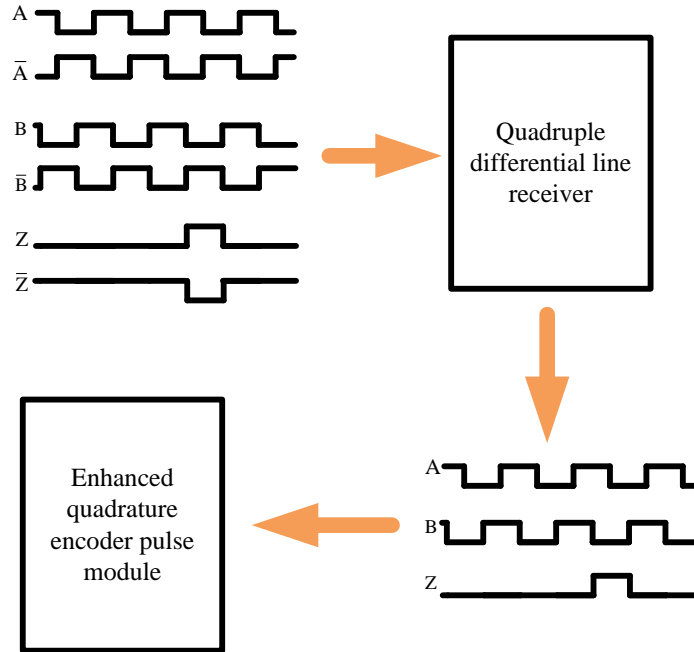 A
A̅
B
B̅
Z
Z̅
Quadruple
differential line
receiver
A
B
Z
Enhanced
quadrature
encoder pulse
module